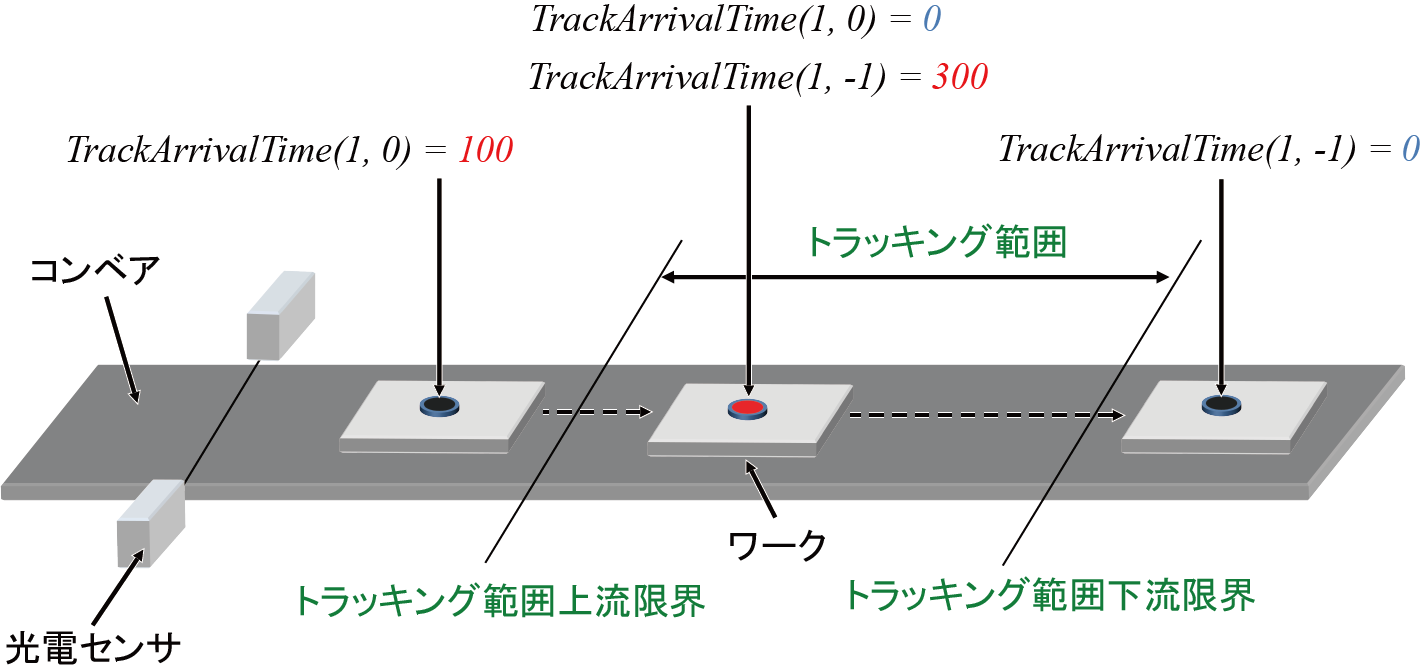 TrackArrivalTime(1, 0) = 0
TrackArrivalTime(1, -1) = 300
TrackArrivalTime(1, 0) = 100
TrackArrivalTime(1, -1) = 0
トラッキング範囲
コンベア
ワーク
トラッキング範囲上流限界
トラッキング範囲下流限界
光電センサ